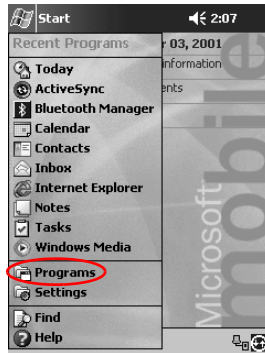 Start 2:07
Recent Programs r 03, 2001
Today information
ActiveSync ents
Bluetooth Manager
Calendar
Contacts
Inbox
Internet Explorer
Notes
Tasks
Windows Media
Programs
Settings
Find
Help
Microsoft
mobile